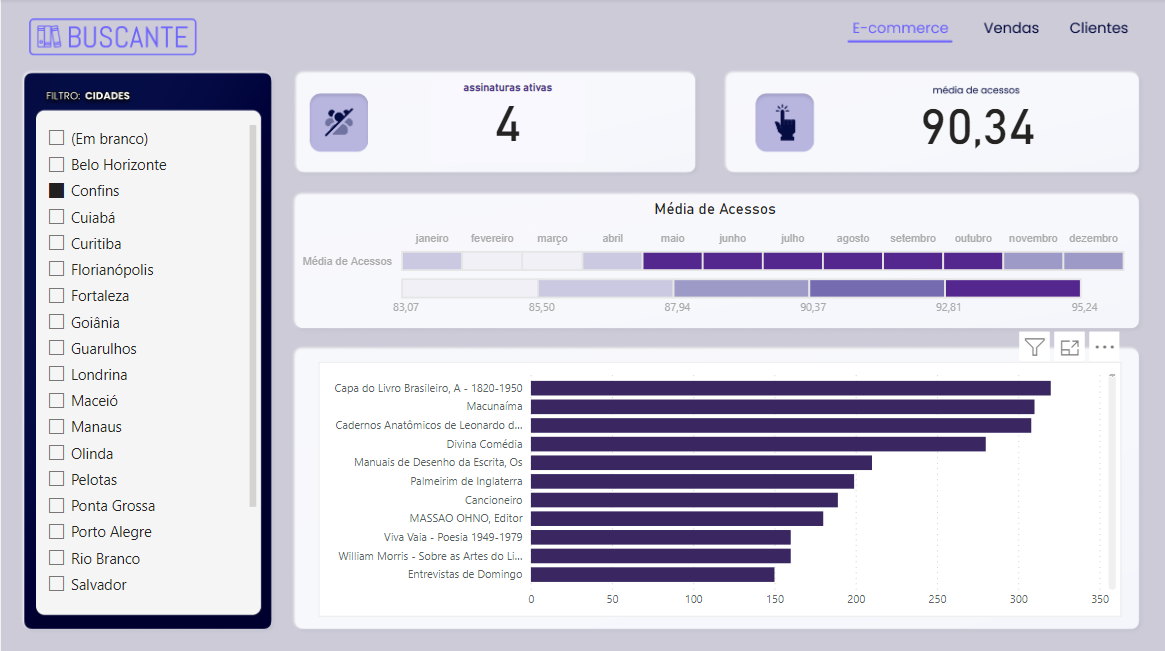 BUSCANTE
E-commerce Vendas Clientes
FILTRO: CIDADES
(Em branco)
Belo Horizonte
Confins
Cuiabá
Curitiba
Florianópolis
Fortaleza
Goiânia
Guarulhos
Londrina
Maceió
Manaus
Olinda
Pelotas
Ponta Grossa
Porto Alegre
Rio Branco
Salvador
assinaturas ativas
4
média de acessos
90,34
Média de Acessos
janeiro fevereiro março abril maio junho julho agosto setembro outubro novembro dezembro
Média de Acessos
83,07 85,50 87,94 90,37 92,81 95,24
Capa do Livro Brasileiro, A - 1820-1950
Macunaíma
Cadernos Anatômicos de Leonardo d...
Divina Comédia
Manuais de Desenho da Escrita, Os
Palmeirim de Inglaterra
Cancioneiro
MASSAO OHNO, Editor
Viva Vaia - Poesia 1949-1979
William Morris - Sobre as Artes do Li...
Entrevistas de Domingo
0 50 100 150 200 250 300 350